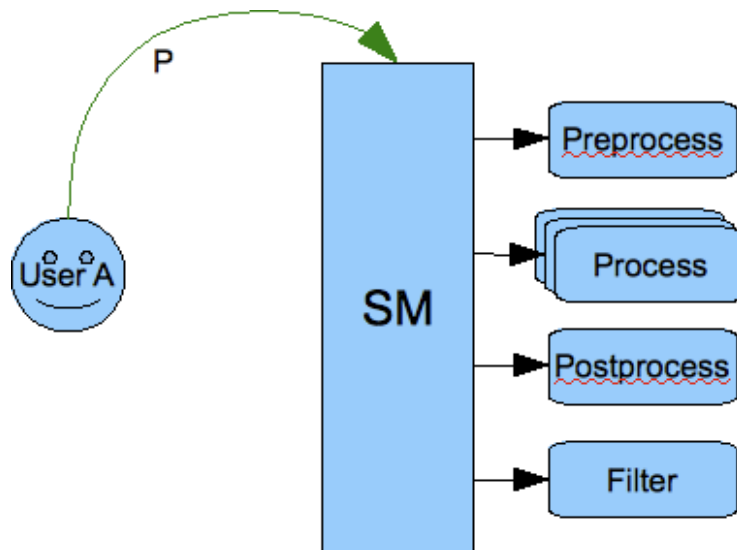 P
User A
SM
Preprocess
Process
Postprocess
Filter